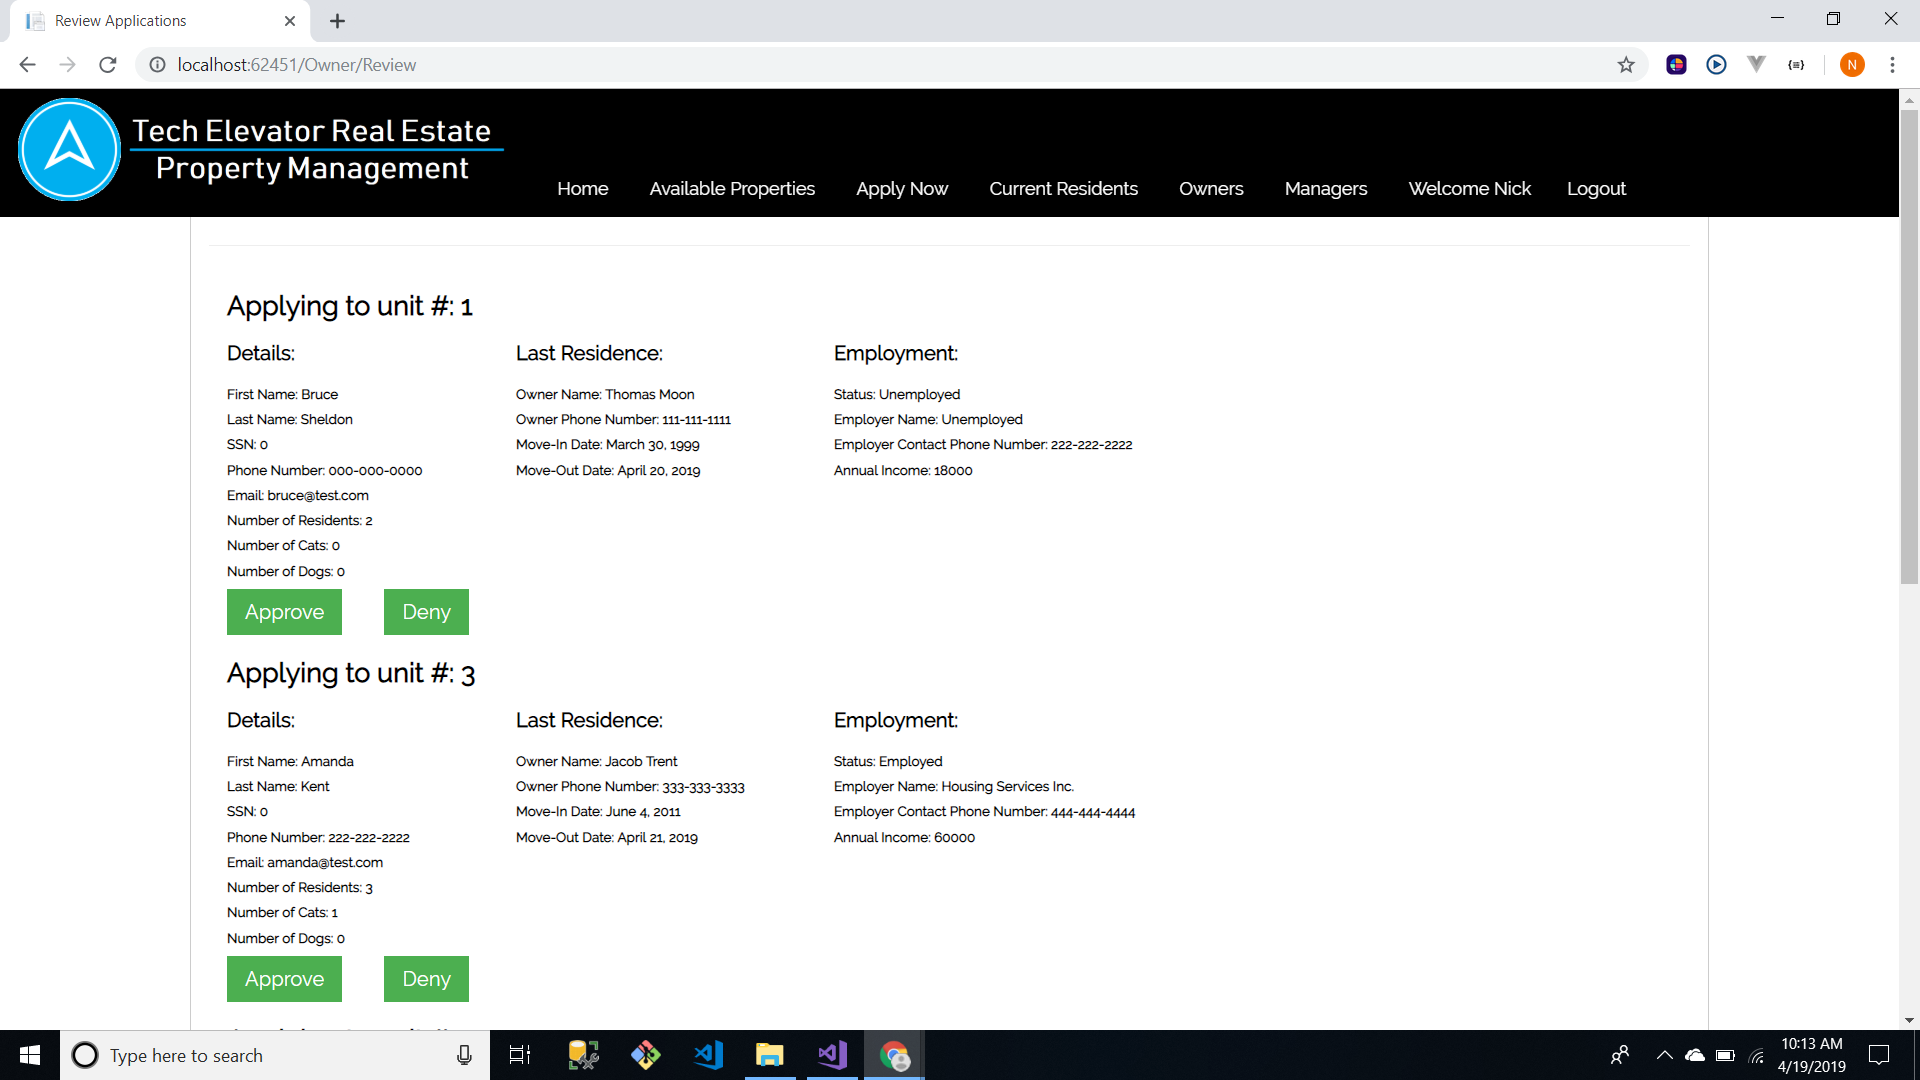 Review Applications
localhost:62451/Owner/Review
N
Tech Elevator Real Estate
Property Management
Home Available Properties Apply Now Current Residents Owners Managers Welcome Nick Logout
Applying to unit #: 1
Details: Last Residence: Employment:
First Name: Bruce Owner Name: Thomas Moon Status: Unemployed
Last Name: Sheldon Owner Phone Number: 111-111-1111 Employer Name: Unemployed
SSN: 0 Move-In Date: March 30, 1999 Employer Contact Phone Number: 222-222-2222
Phone Number: 000-000-0000 Move-Out Date: April 20, 2019 Annual Income: 18000
Email: bruce@test.com
Number of Residents: 2
Number of Cats: 0
Number of Dogs: 0
Approve Deny
Applying to unit #: 3
Details: Last Residence: Employment:
First Name: Amanda Owner Name: Jacob Trent Status: Employed
Last Name: Kent Owner Phone Number: 333-333-3333 Employer Name: Housing Services Inc.
SSN: 0 Move-In Date: June 4, 2011 Employer Contact Phone Number: 444-444-4444
Phone Number: 222-222-2222 Move-Out Date: April 21, 2019 Annual Income: 60000
Email: amanda@test.com
Number of Residents: 3
Number of Cats: 1
Number of Dogs: 0
Approve Deny
Type here to search
10:13 AM
4/19/2019